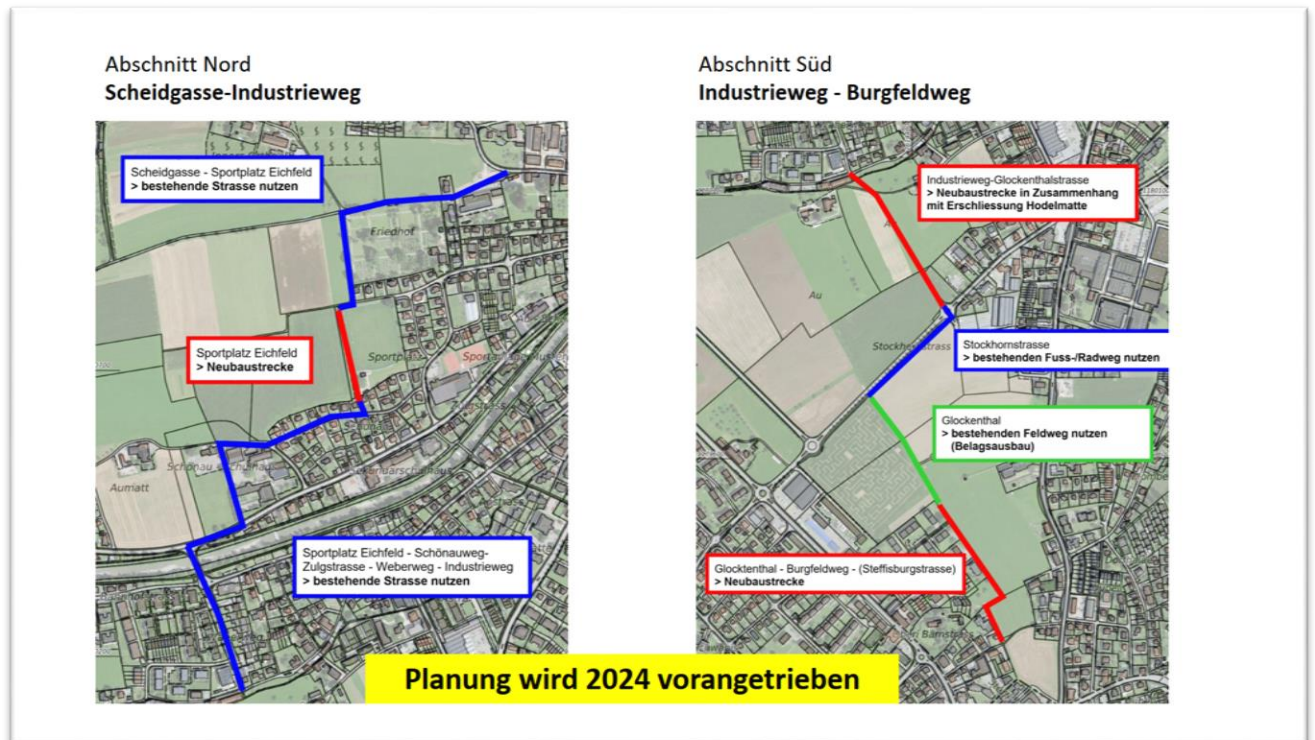 Abschnitt Nord
Scheidgasse-Industrieweg
Scheidgasse - Sportplatz Eichfeld
> bestehende Strasse nutzen
Friedhof
Sportplatz Eichfeld
> Neubaustrecke
Sportplatz
Schönau
Aumatt
Sportplatz Eichfeld - Schönauweg-
Zulgstrasse - Weberweg - Industrieweg
> bestehende Strasse nutzen
Abschnitt Süd
Industrieweg - Burgfeldweg
Industrieweg-Glockenthalstrasse
> Neubaustrecke in Zusammenhang
mit Erschliessung Hodelmatte
Au
Stockhornstrasse
> bestehenden Fuss-/Radweg nutzen
Glockenthal
> bestehenden Feldweg nutzen
(Belagsausbau)
Glocktenthal - Burgfeldweg - (Steffisburgstrasse)
> Neubaustrecke
Planung wird 2024 vorangetrieben